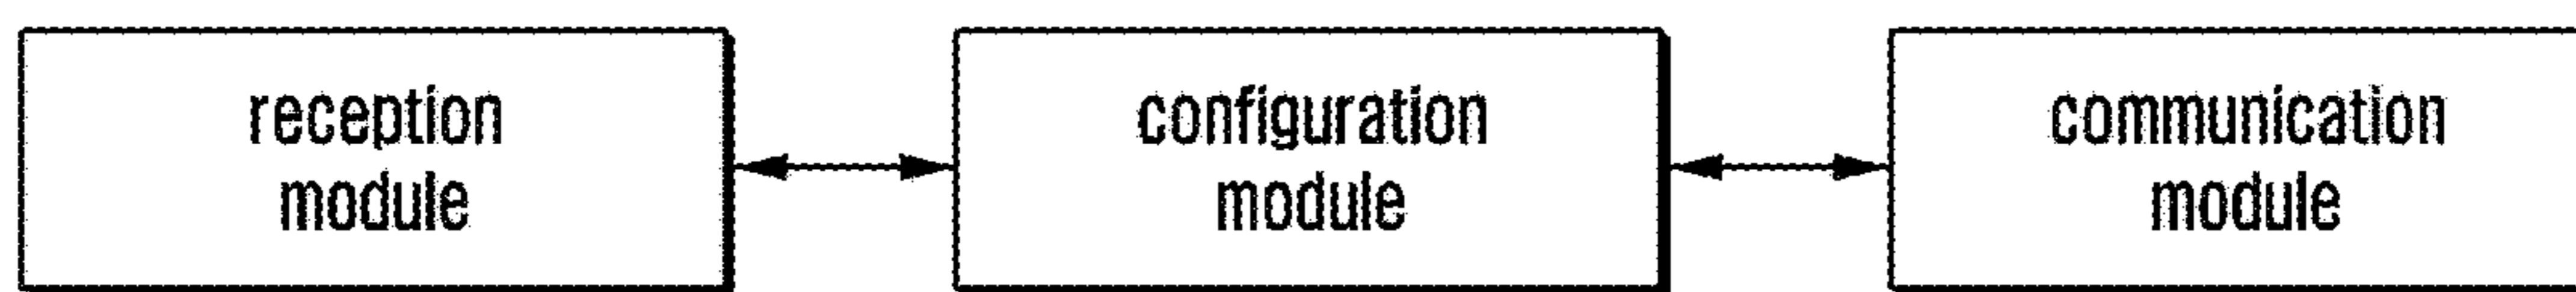 reception
module
configuration
module
communication
module